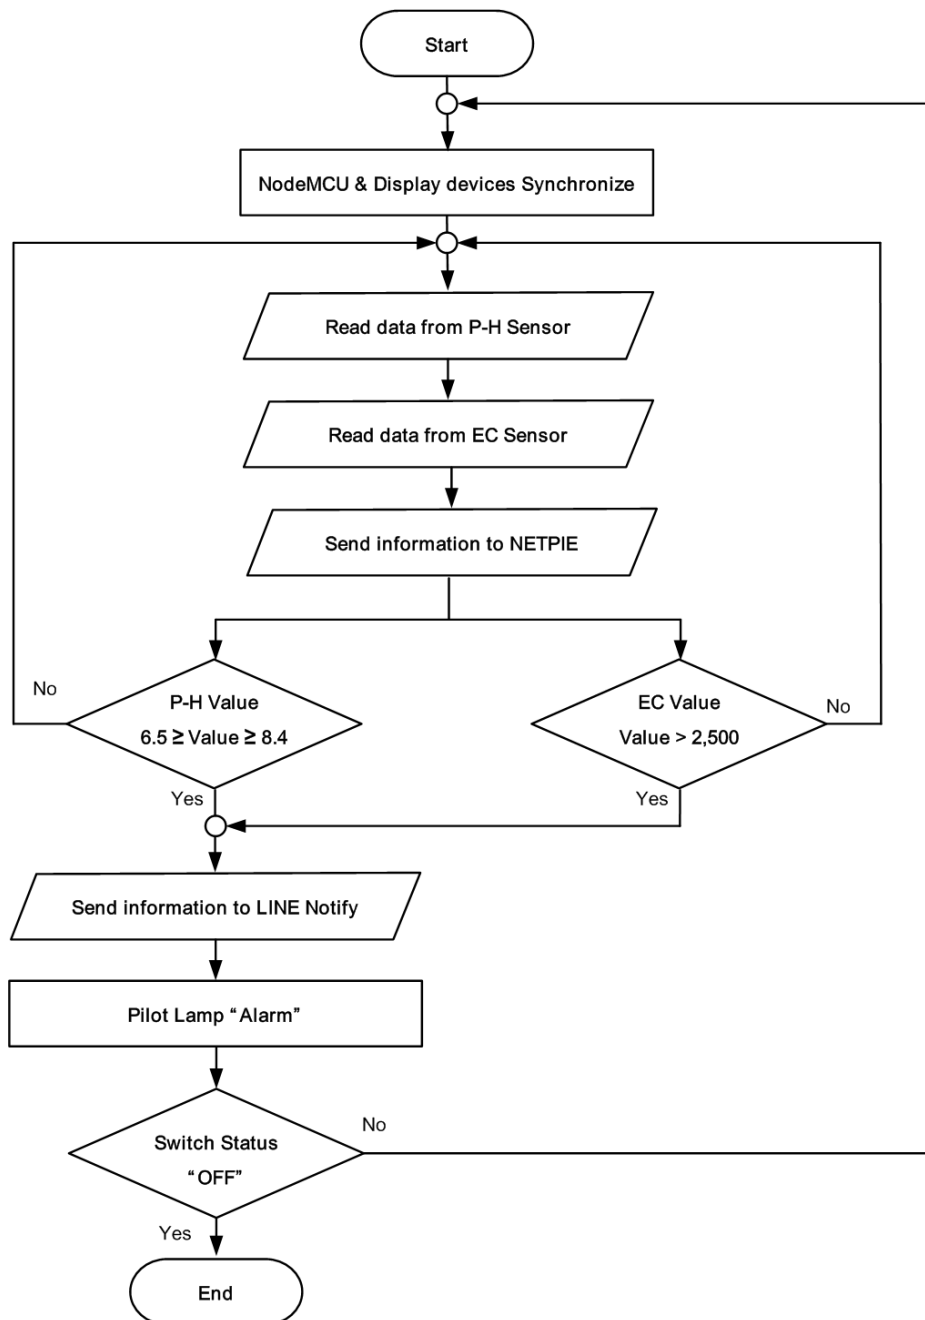 Start
NodeMCU & Display devices Synchronize
Read data from P-H Sensor
Read data from EC Sensor
Send information to NETPIE
No
P-H Value
6.5 ≥ Value ≥ 8.4
Yes
EC Value
Value > 2,500
No
Yes
Send information to LINE Notify
Pilot Lamp “Alarm”
Switch Status
“OFF”
No
Yes
End